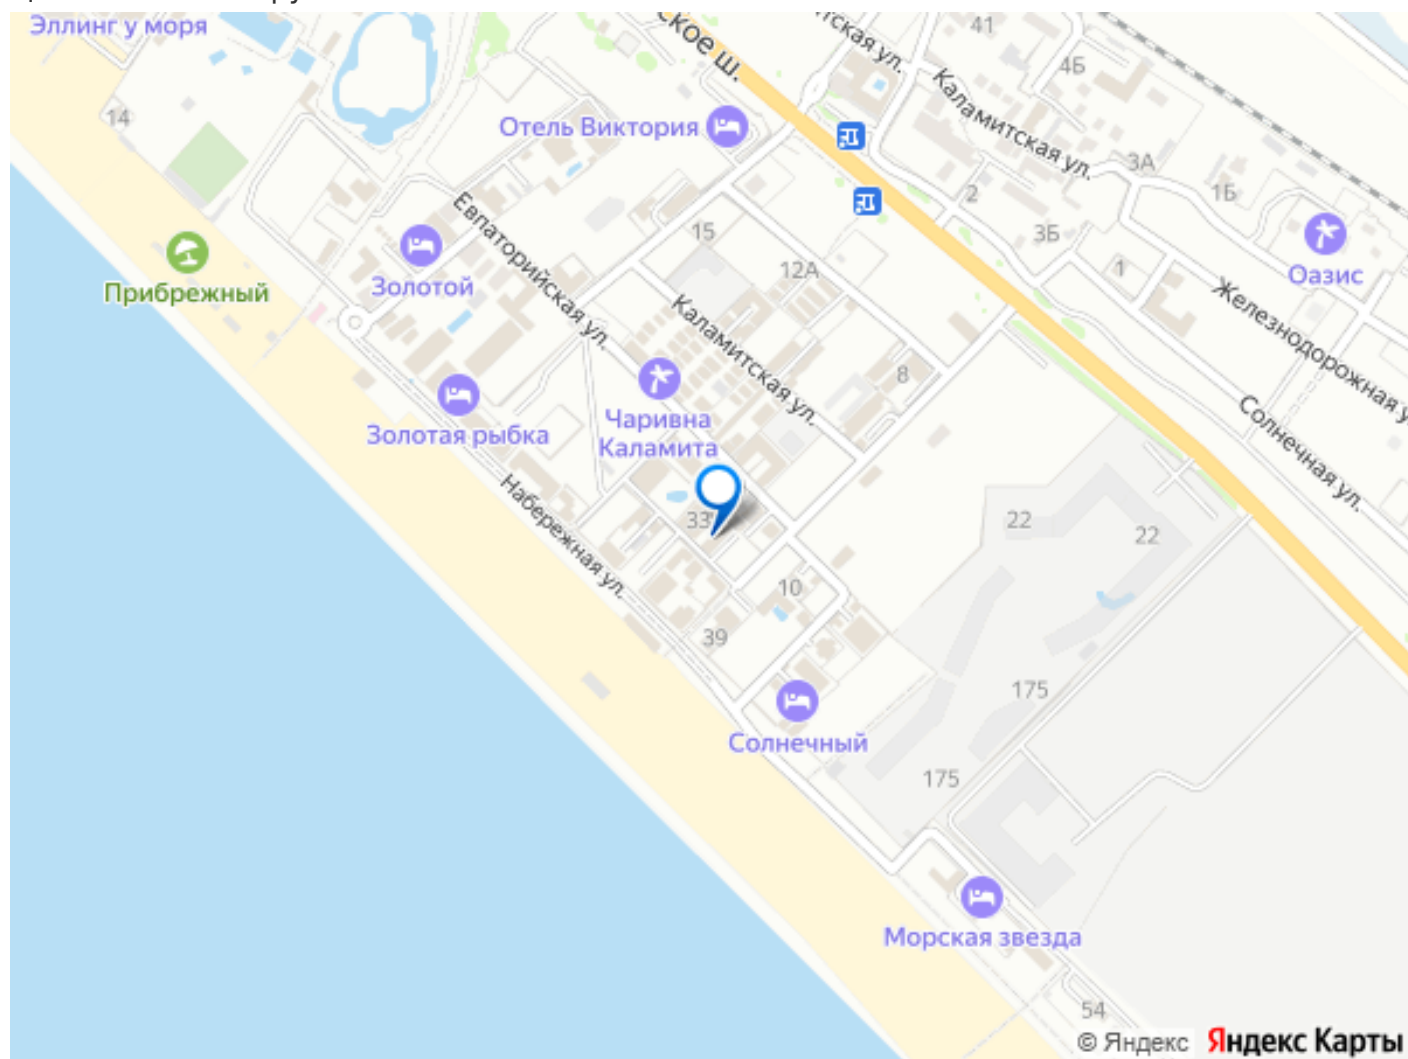 Эллинг у моря
ское ш.
тская ул.
41
4Б
Каламитская ул.
14
Отель Виктория
3А
2
1Б
Евпаторийская ул.
15
3Б
Оазис
Золотой
Прибрежный
12А
1
Каламитская ул.
Железнодорожная у
8
Золотая рыбка
Чаривна
Каламита
Солнечная ул.
Набережная ул.
33
22
22
10
39
175
Солнечный
175
Морская звезда
54
© Яндекс Яндекс Карты